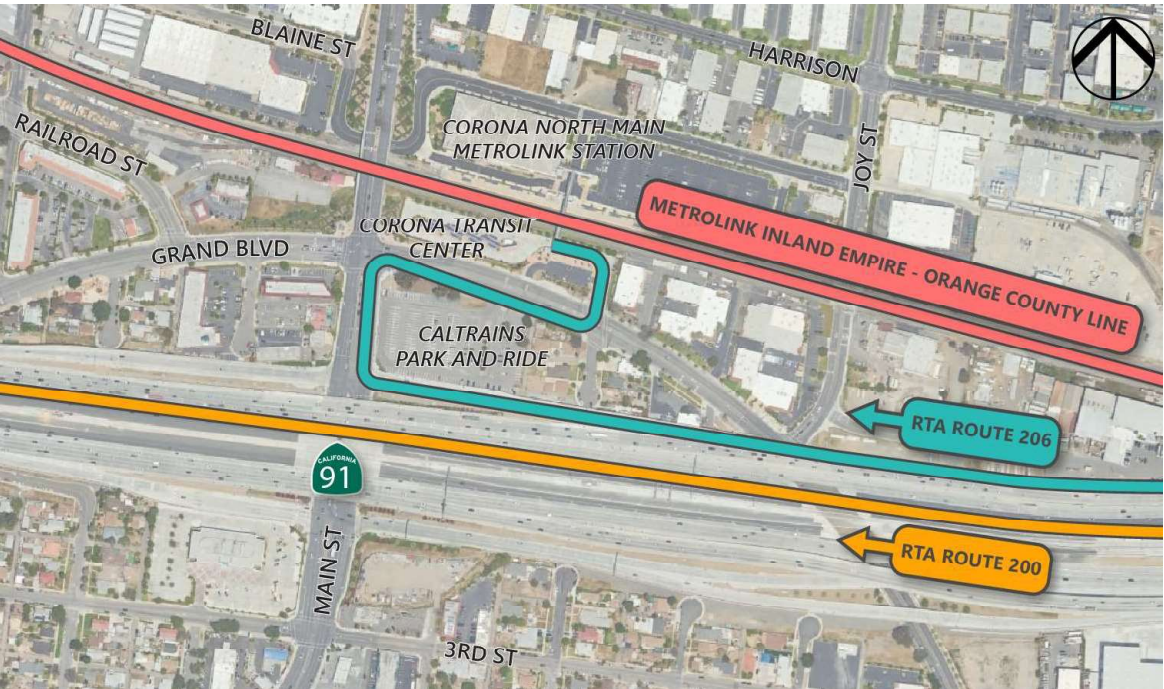 BLAINE ST
HARRISON
RAILROAD ST
CORONA NORTH MAIN
METROLINK STATION
JOY ST
METROLINK INLAND EMPIRE - ORANGE COUNTY LINE
CORONA TRANSIT
CENTER
GRAND BLVD
CALTRAINS
PARK AND RIDE
RTA ROUTE 206
CALIFORNIA
91
RTA ROUTE 200
MAIN ST
3RD ST